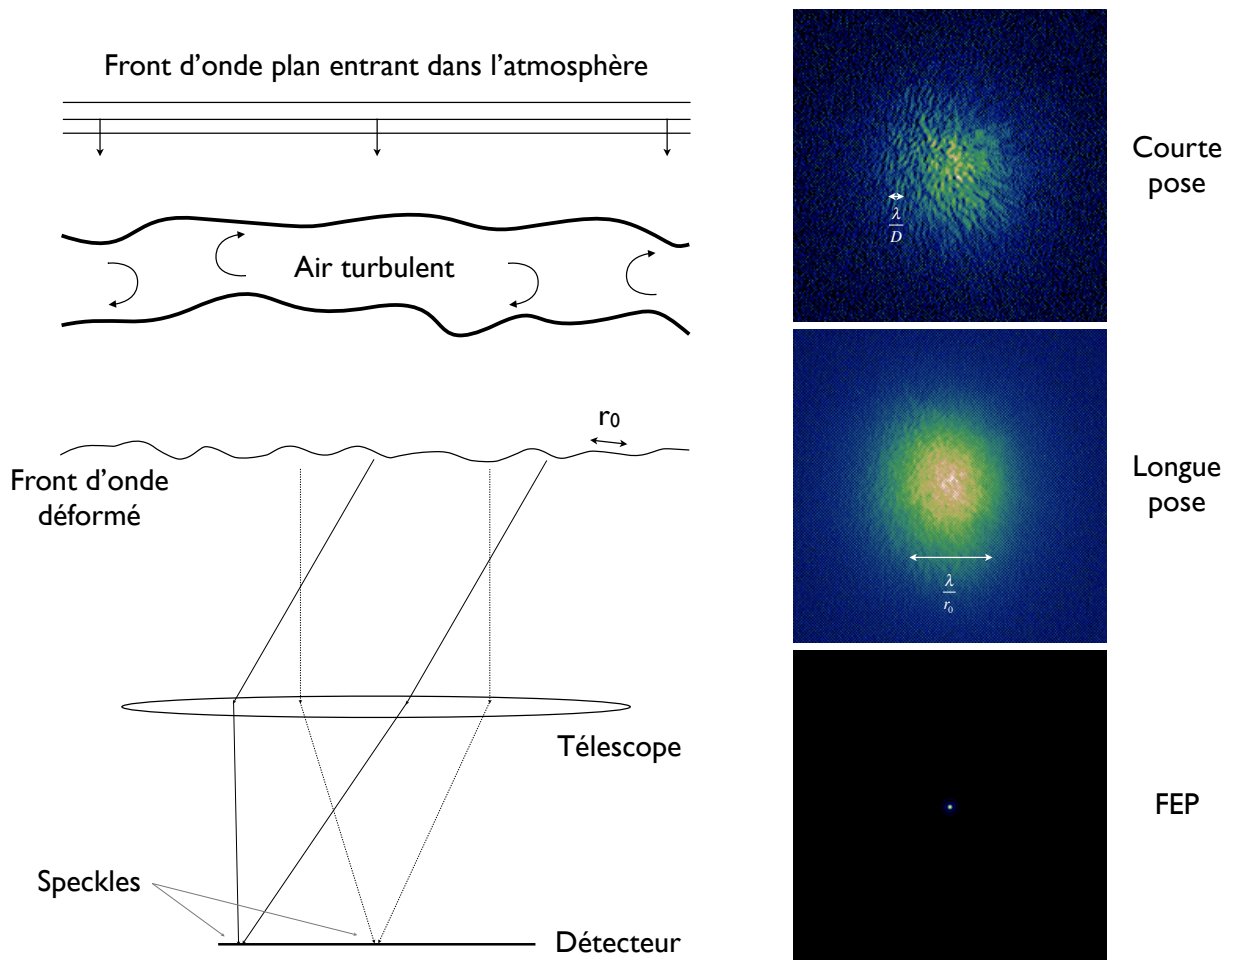 Front d'onde plan entrant dans l'atmosphère
Air turbulent
r₀
Front d'onde
déformé
Télescope
Speckles
Détecteur
λ
D
Courte
pose
λ
r₀
Longue
pose
FEP